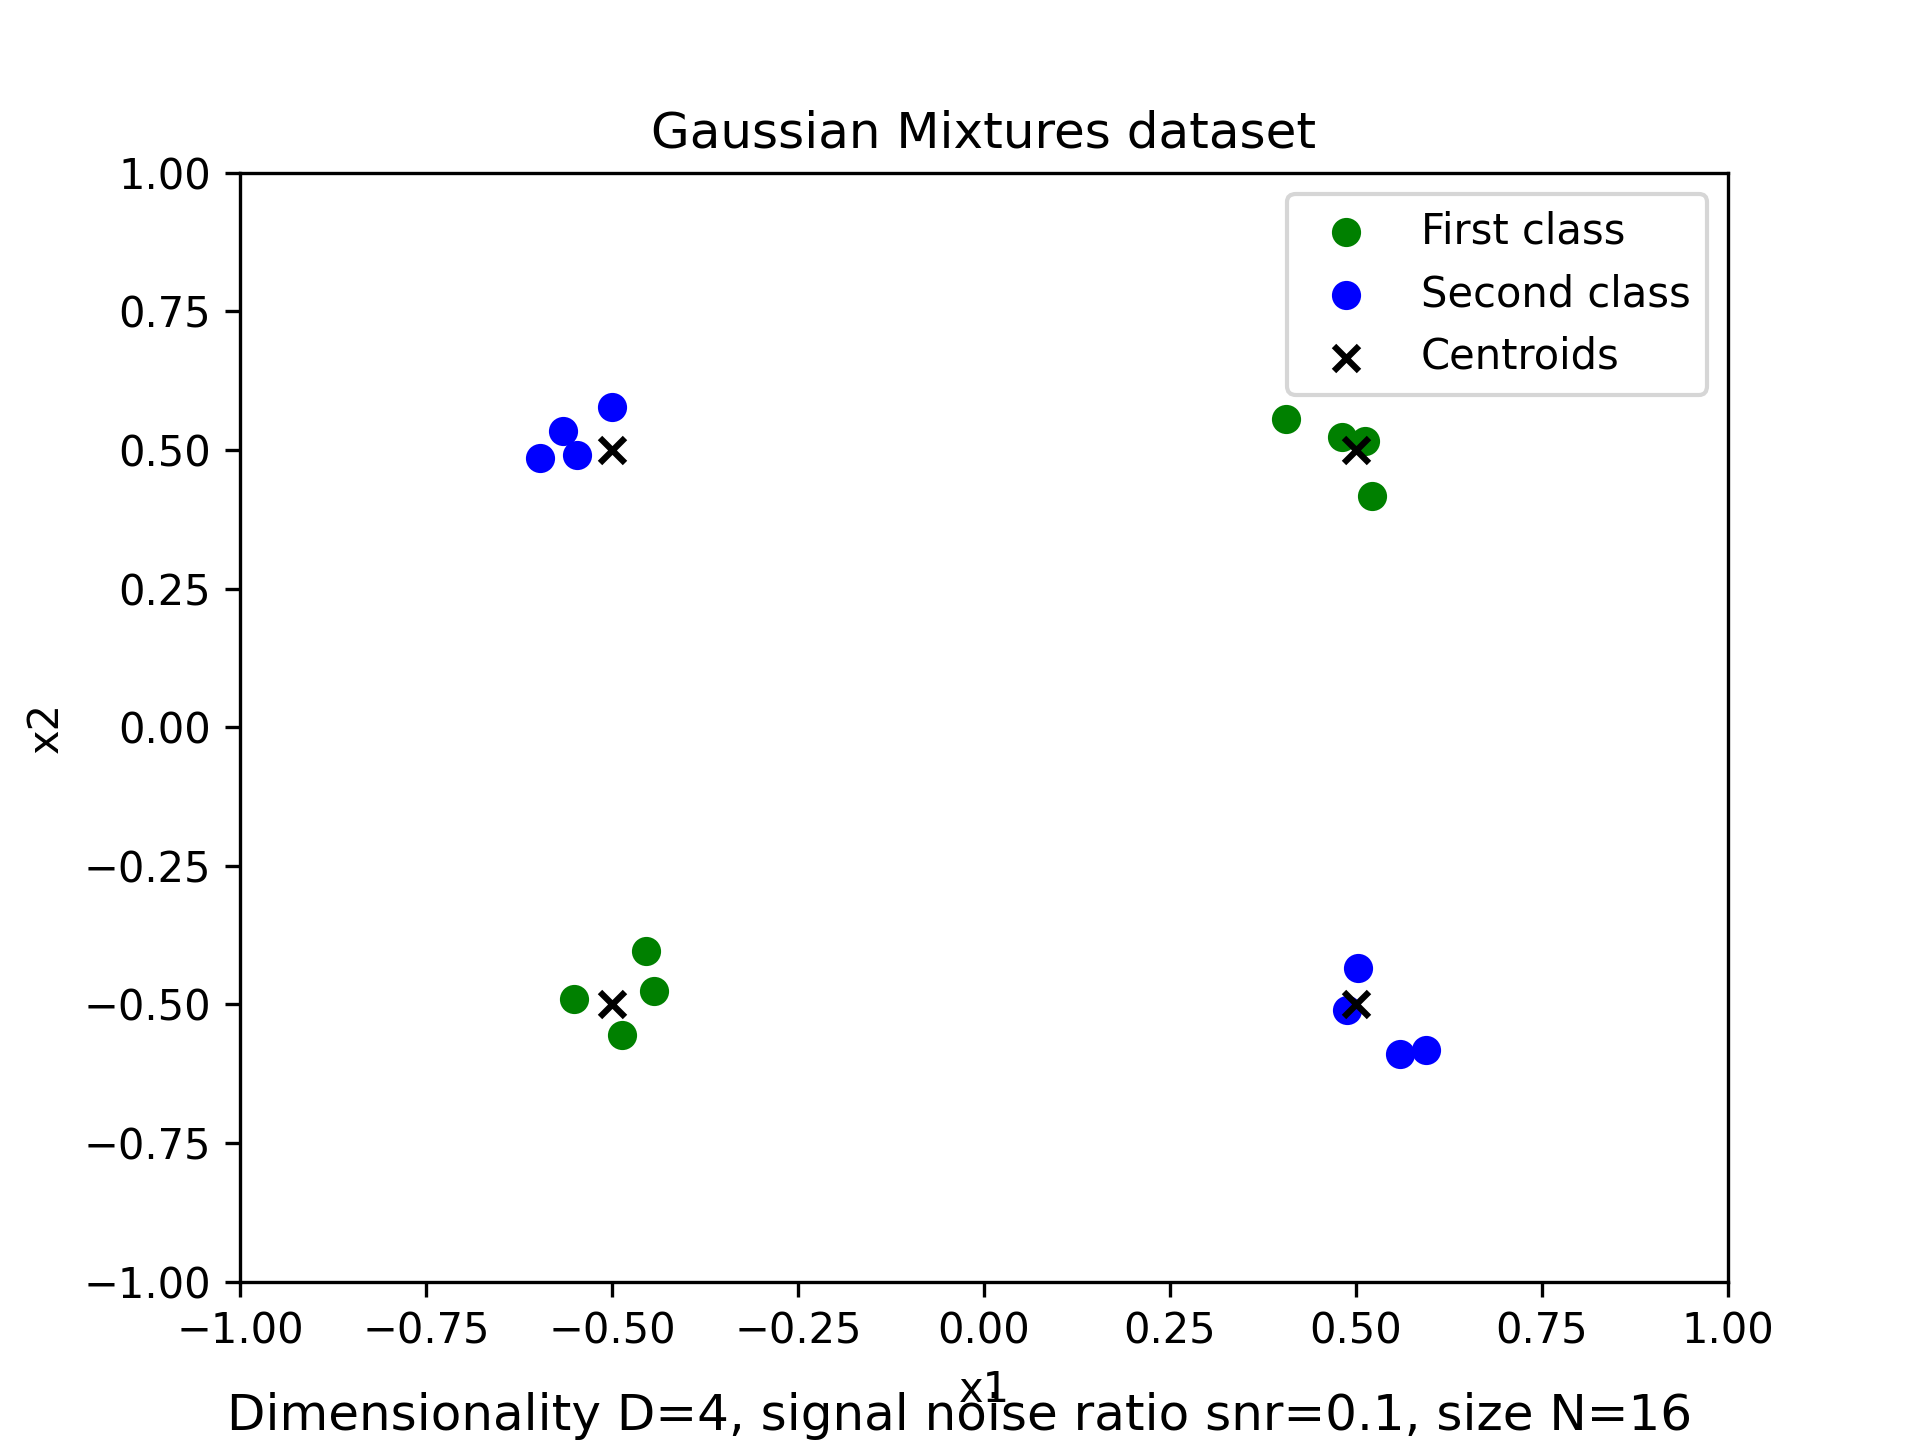 Gaussian Mixtures dataset
First class
Second class
Centroids
1.00
0.75
0.50
0.25
0.00
−0.25
−0.50
−0.75
−1.00
x2
−1.00 −0.75 −0.50 −0.25 0.00 0.25 0.50 0.75 1.00
x1
Dimensionality D=4, signal noise ratio snr=0.1, size N=16